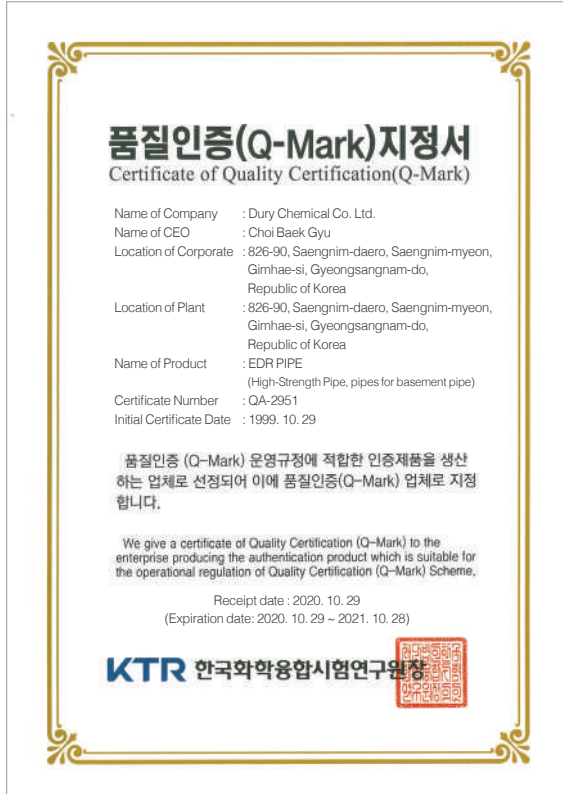 품질인증(Q-Mark)지정서
Certificate of Quality Certification(Q-Mark)
Name of Company : Dury Chemical Co. Ltd.
Name of CEO : Choi Baek Gyu
Location of Corporate : 826-90, Saengnim-daero, Saengnim-myeon,
Gimhae-si, Gyeongsangnam-do,
Republic of Korea
Location of Plant : 826-90, Saengnim-daero, Saengnim-myeon,
Gimhae-si, Gyeongsangnam-do,
Republic of Korea
Name of Product : EDR PIPE
(High-Strength Pipe, pipes for basement pipe)
Certificate Number : QA-2951
Initial Certificate Date : 1999. 10. 29
품질인증 (Q-Mark) 운영규정에 적합한 인증제품을 생산
하는 업체로 선정되어 이에 품질인증(Q-Mark) 업체로 지정
합니다.
We give a certificate of Quality Certification (Q-Mark) to the
enterprise producing the authentication product which is suitable for
the operational regulation of Quality Certification (Q-Mark) Scheme.
Receipt date : 2020. 10. 29
(Expiration date: 2020. 10. 29 ~ 2021. 10. 28)
KTR 한국화학융합시험연구원장